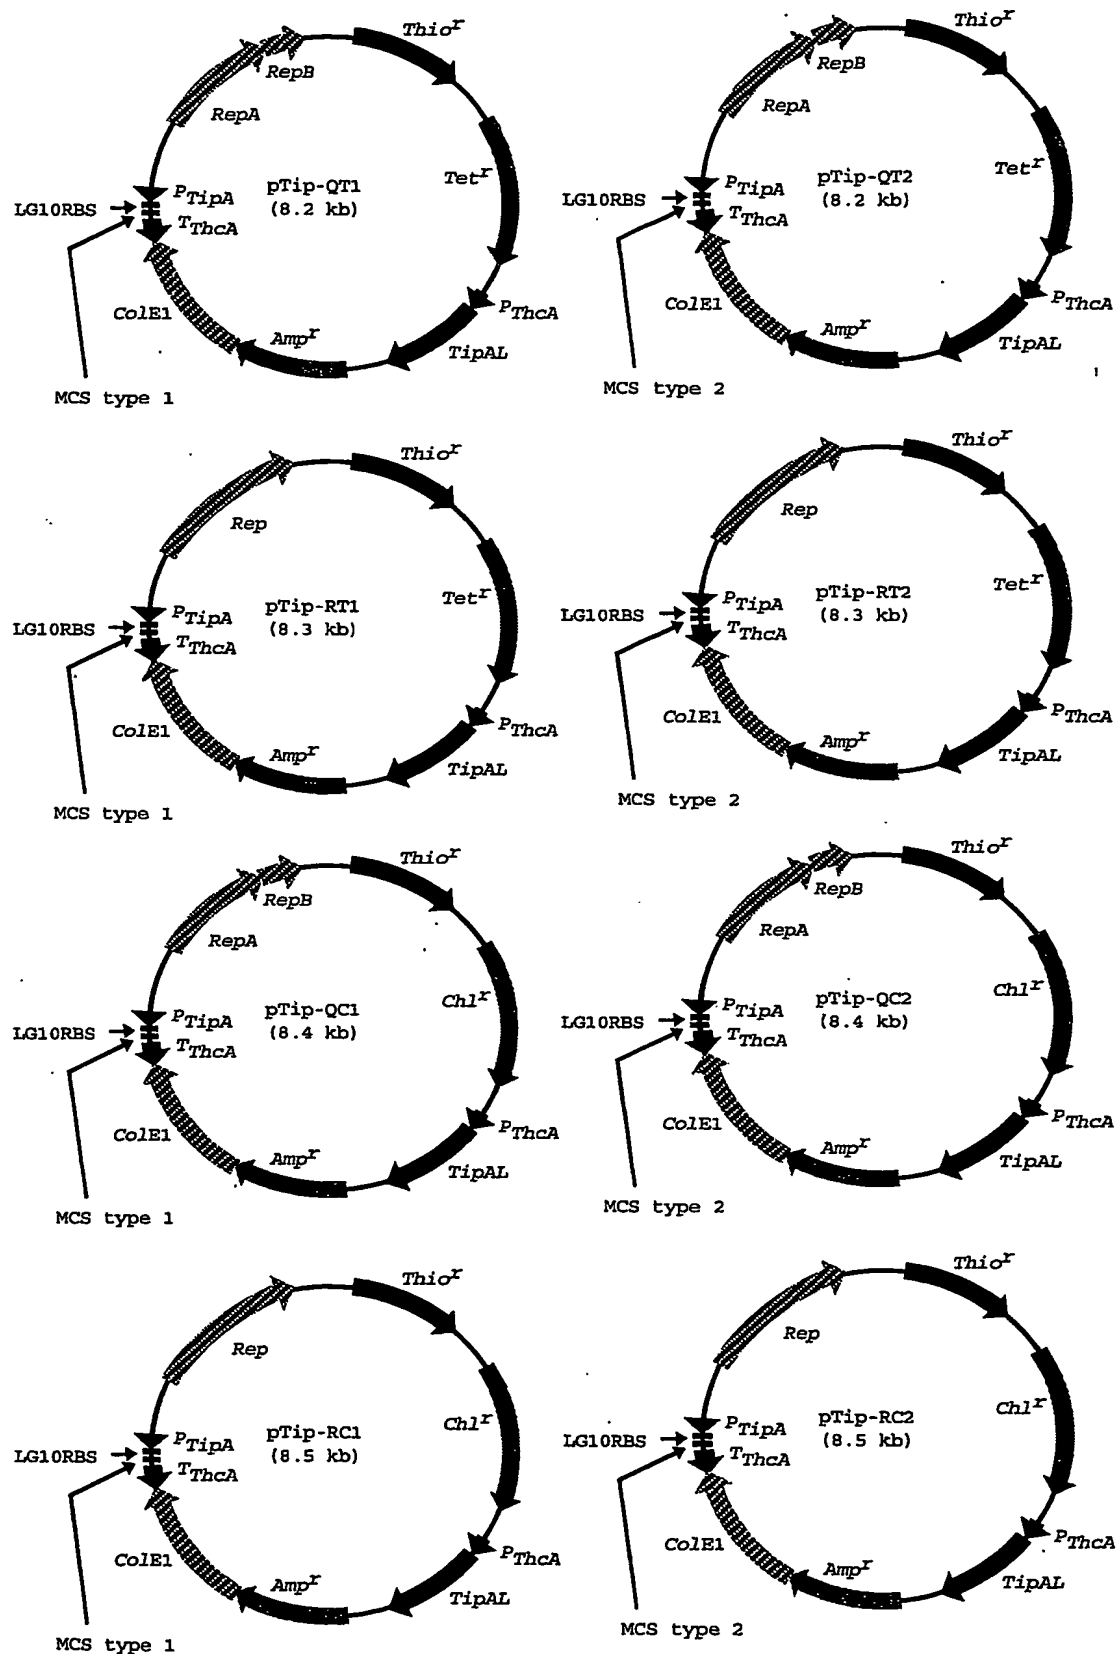 Thio^r
RepB
RepA
Tet^r
pTip-QT1
(8.2 kb)
P_TipA
LG10RBS
T_ThcA
ColE1
P_ThcA
Amp^r
TipAL
MCS type 1
Thio^r
RepB
RepA
Tet^r
pTip-QT2
(8.2 kb)
P_TipA
LG10RBS
T_ThcA
ColE1
P_ThcA
Amp^r
TipAL
MCS type 2
Thio^r
Rep
Tet^r
pTip-RT1
(8.3 kb)
P_TipA
LG10RBS
T_ThcA
ColE1
P_ThcA
Amp^r
TipAL
MCS type 1
Thio^r
Rep
Tet^r
pTip-RT2
(8.3 kb)
P_TipA
LG10RBS
T_ThcA
ColE1
P_ThcA
Amp^r
TipAL
MCS type 2
Thio^r
RepB
RepA
Chl^r
pTip-QC1
(8.4 kb)
P_TipA
LG10RBS
T_ThcA
ColE1
P_ThcA
Amp^r
TipAL
MCS type 1
Thio^r
RepB
RepA
Chl^r
pTip-QC2
(8.4 kb)
P_TipA
LG10RBS
T_ThcA
ColE1
P_ThcA
Amp^r
TipAL
MCS type 2
Thio^r
Rep
Chl^r
pTip-RC1
(8.5 kb)
P_TipA
LG10RBS
T_ThcA
ColE1
P_ThcA
Amp^r
TipAL
MCS type 1
Thio^r
Rep
Chl^r
pTip-RC2
(8.5 kb)
P_TipA
LG10RBS
T_ThcA
ColE1
P_ThcA
Amp^r
TipAL
MCS type 2